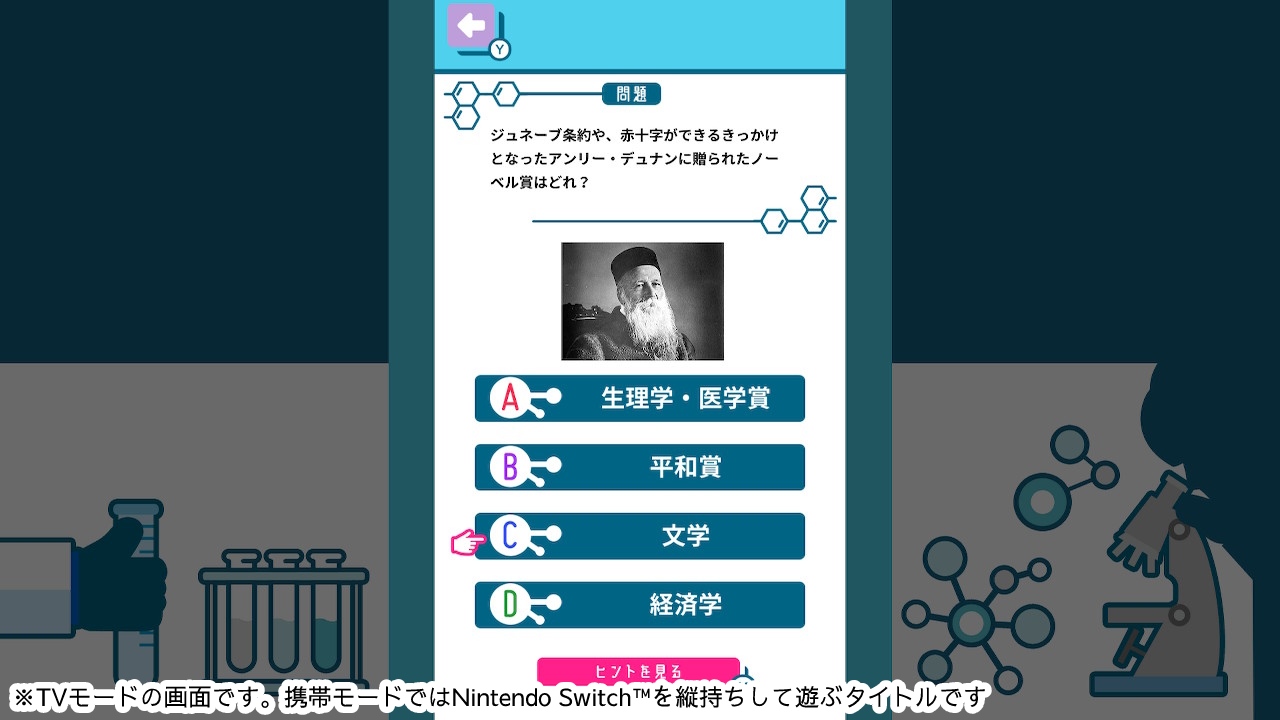 Y
問題
ジュネーブ条約や、赤十字ができるきっかけ
となったアンリー・デュナンに贈られたノー
ベル賞はどれ？
A 生理学・医学賞
B 平和賞
C 文学
D 経済学
ヒントを見る
※TVモードの画面です。携帯モードではNintendo Switch™を縦持ちして遊ぶタイトルです